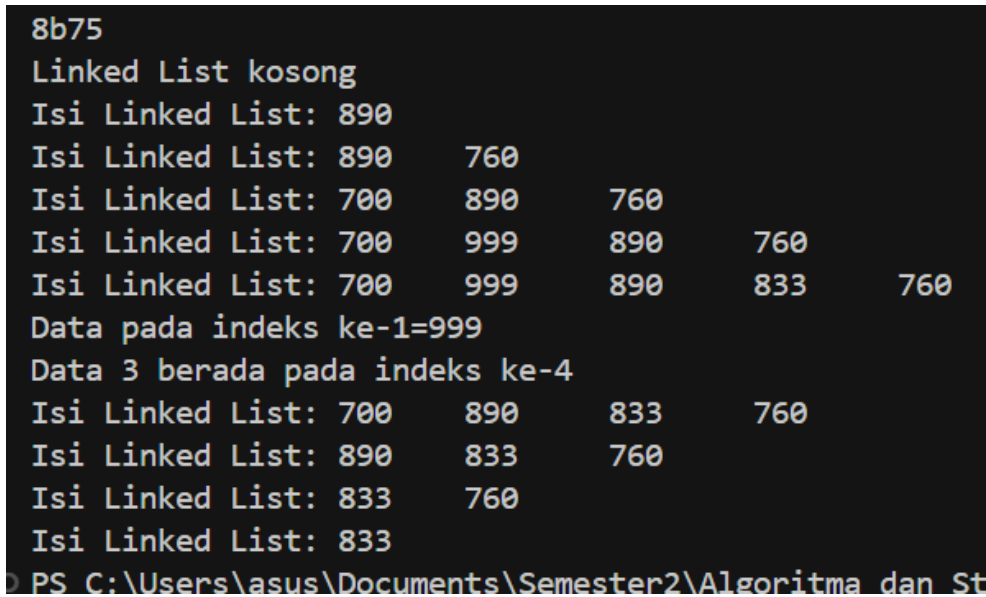 8b75
Linked List kosong
Isi Linked List: 890
Isi Linked List: 890 760
Isi Linked List: 700 890 760
Isi Linked List: 700 999 890 760
Isi Linked List: 700 999 890 833 760
Data pada indeks ke-1=999
Data 3 berada pada indeks ke-4
Isi Linked List: 700 890 833 760
Isi Linked List: 890 833 760
Isi Linked List: 833 760
Isi Linked List: 833
PS C:\Users\asus\Documents\Semester2\Algoritma dan St